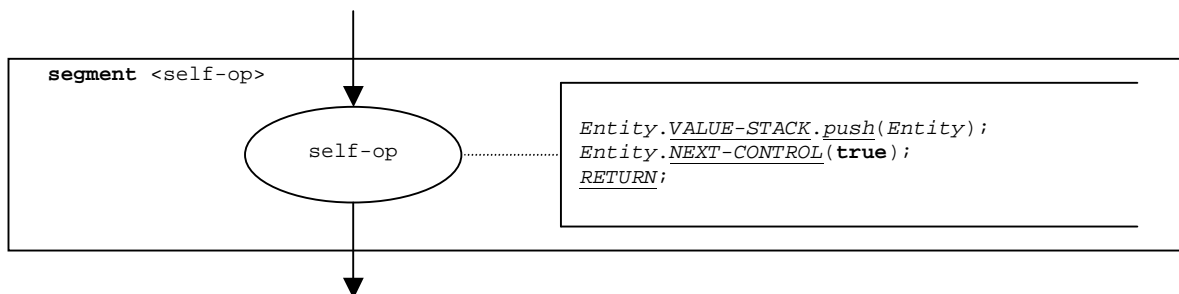 segment <self-op>
self-op
Entity.VALUE-STACK.push(Entity);
Entity.NEXT-CONTROL(true);
RETURN;